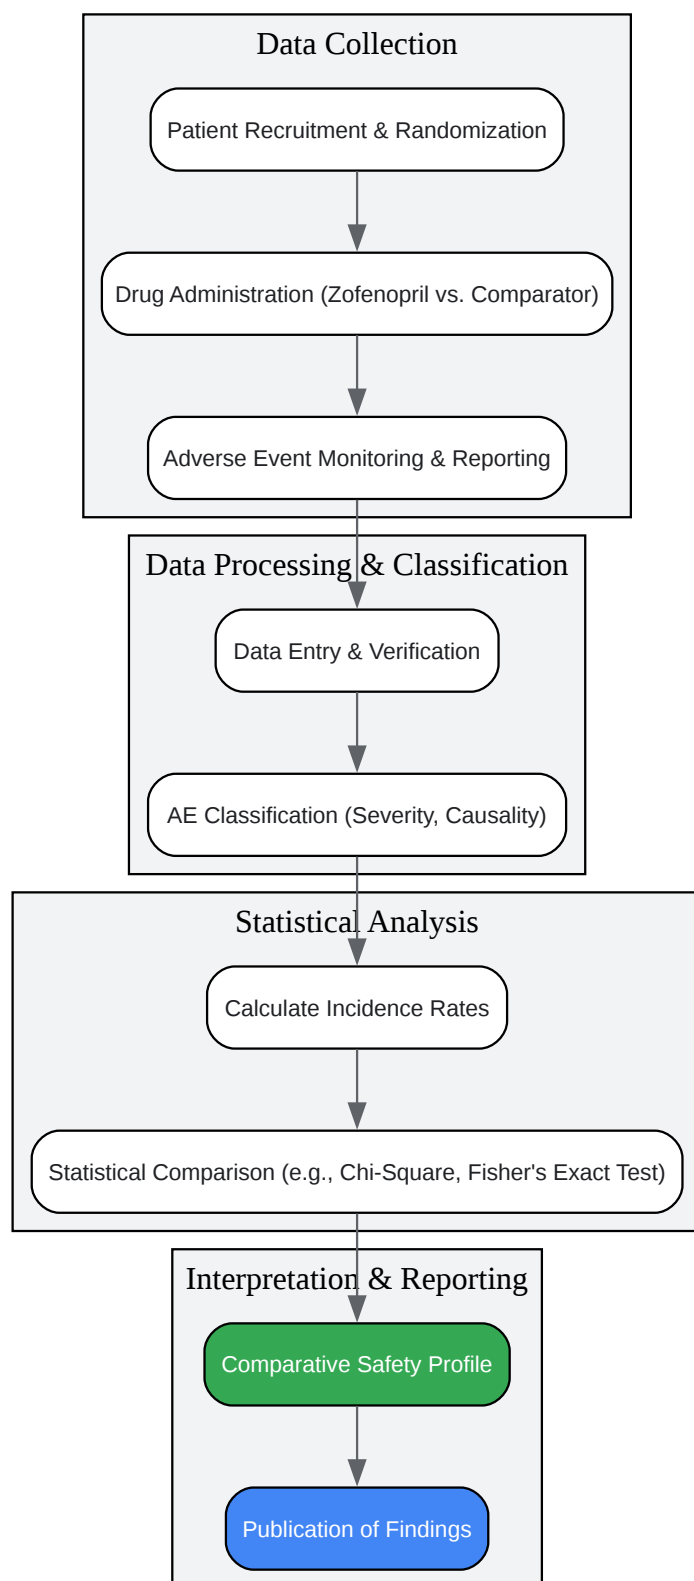 Data Collection
Patient Recruitment & Randomization
Drug Administration (Zofenopril vs. Comparator)
Adverse Event Monitoring & Reporting
Data Processing & Classification
Data Entry & Verification
AE Classification (Severity, Causality)
Statistical Analysis
Calculate Incidence Rates
Statistical Comparison (e.g., Chi-Square, Fisher's Exact Test)
Interpretation & Reporting
Comparative Safety Profile
Publication of Findings